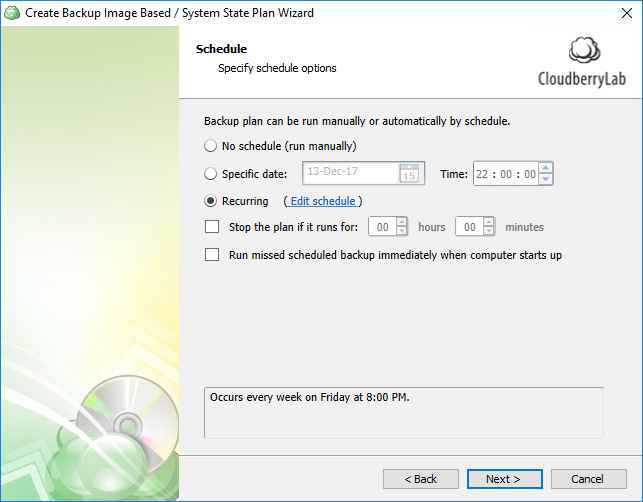 Create Backup Image Based / System State Plan Wizard
Schedule
Specify schedule options
CloudberryLab
Backup plan can be run manually or automatically by schedule.
No schedule (run manually)
Specific date: 13-Dec-17 15 Time: 22 : 00 : 00
Recurring ( Edit schedule )
Stop the plan if it runs for: 00 hours 00 minutes
Run missed scheduled backup immediately when computer starts up
Occurs every week on Friday at 8:00 PM.
< Back Next > Cancel